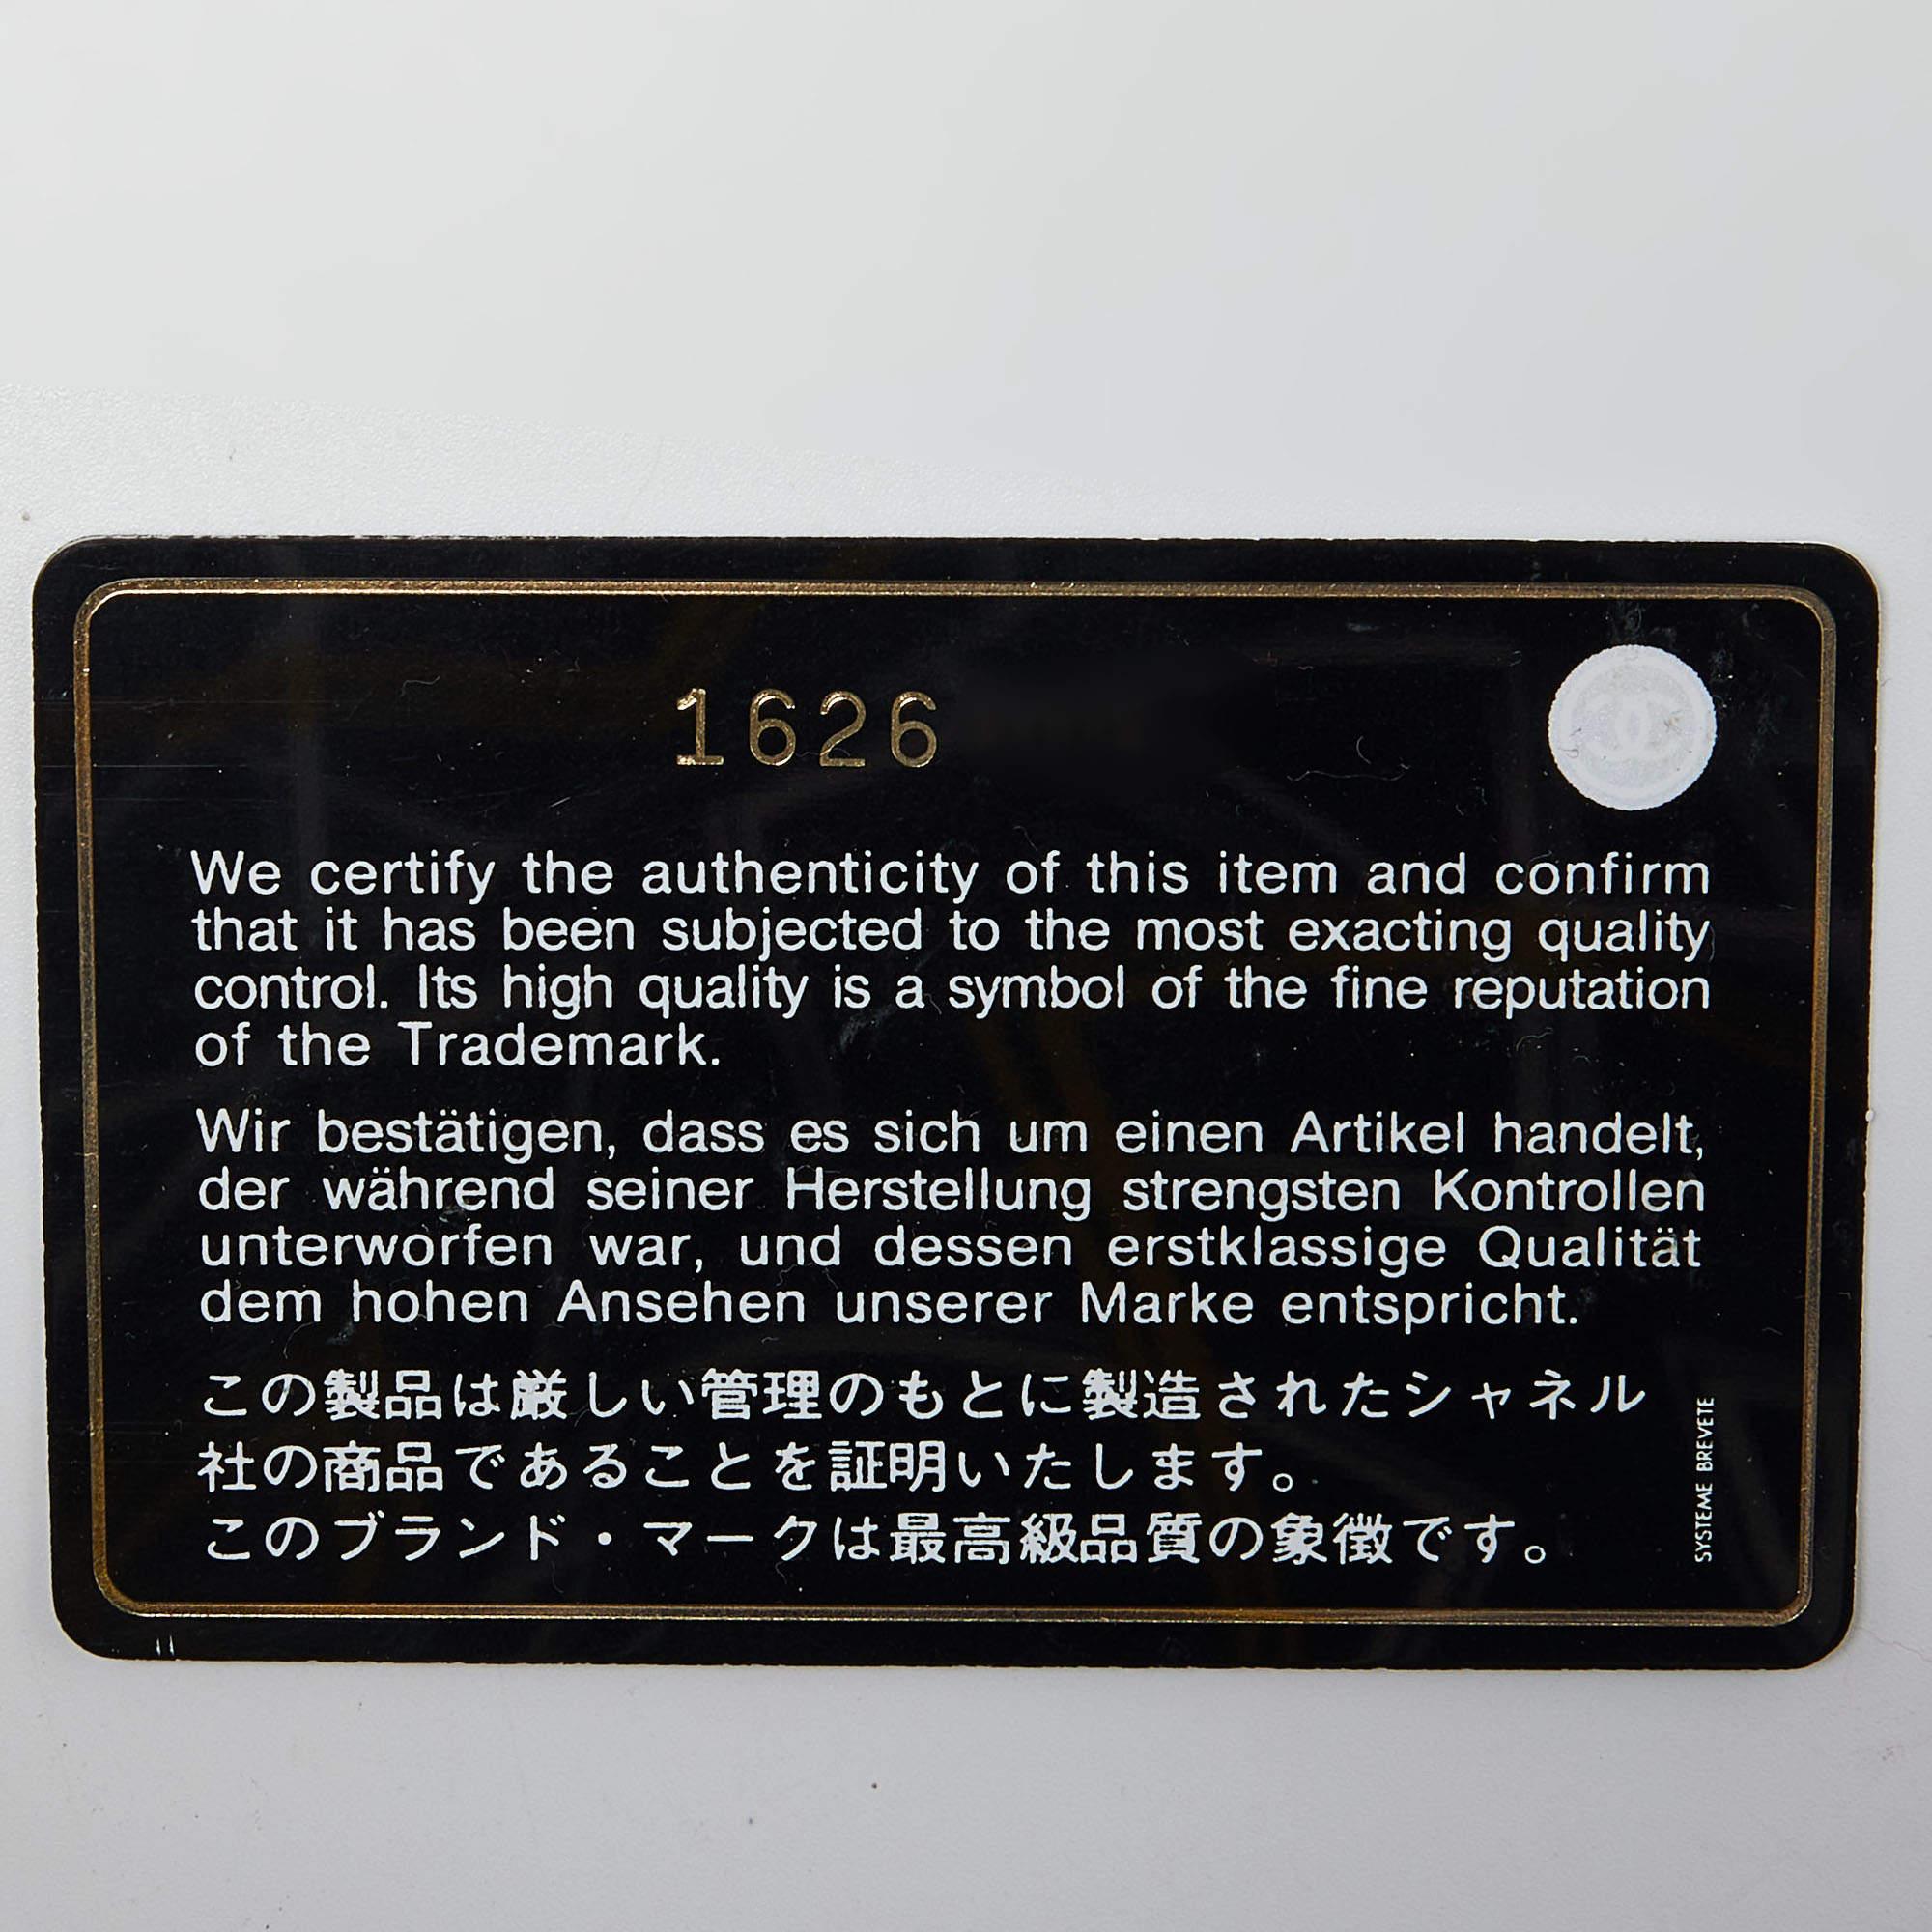 1626
We certify the authenticity of this item and confirm
that it has been subjected to the most exacting quality
control. Its high quality is a symbol of the fine reputation
of the Trademark.
Wir bestätigen, dass es sich um einen Artikel handelt,
der während seiner Herstellung strengsten Kontrollen
unterworfen war, und dessen erstklassige Qualität
dem hohen Ansehen unserer Marke entspricht.
この製品は厳しい管理のもとに製造されたシャネル
社の商品であることを証明いたします。
このブランド・マークは最高級品質の象徴です。
SYSTEME BREVETE